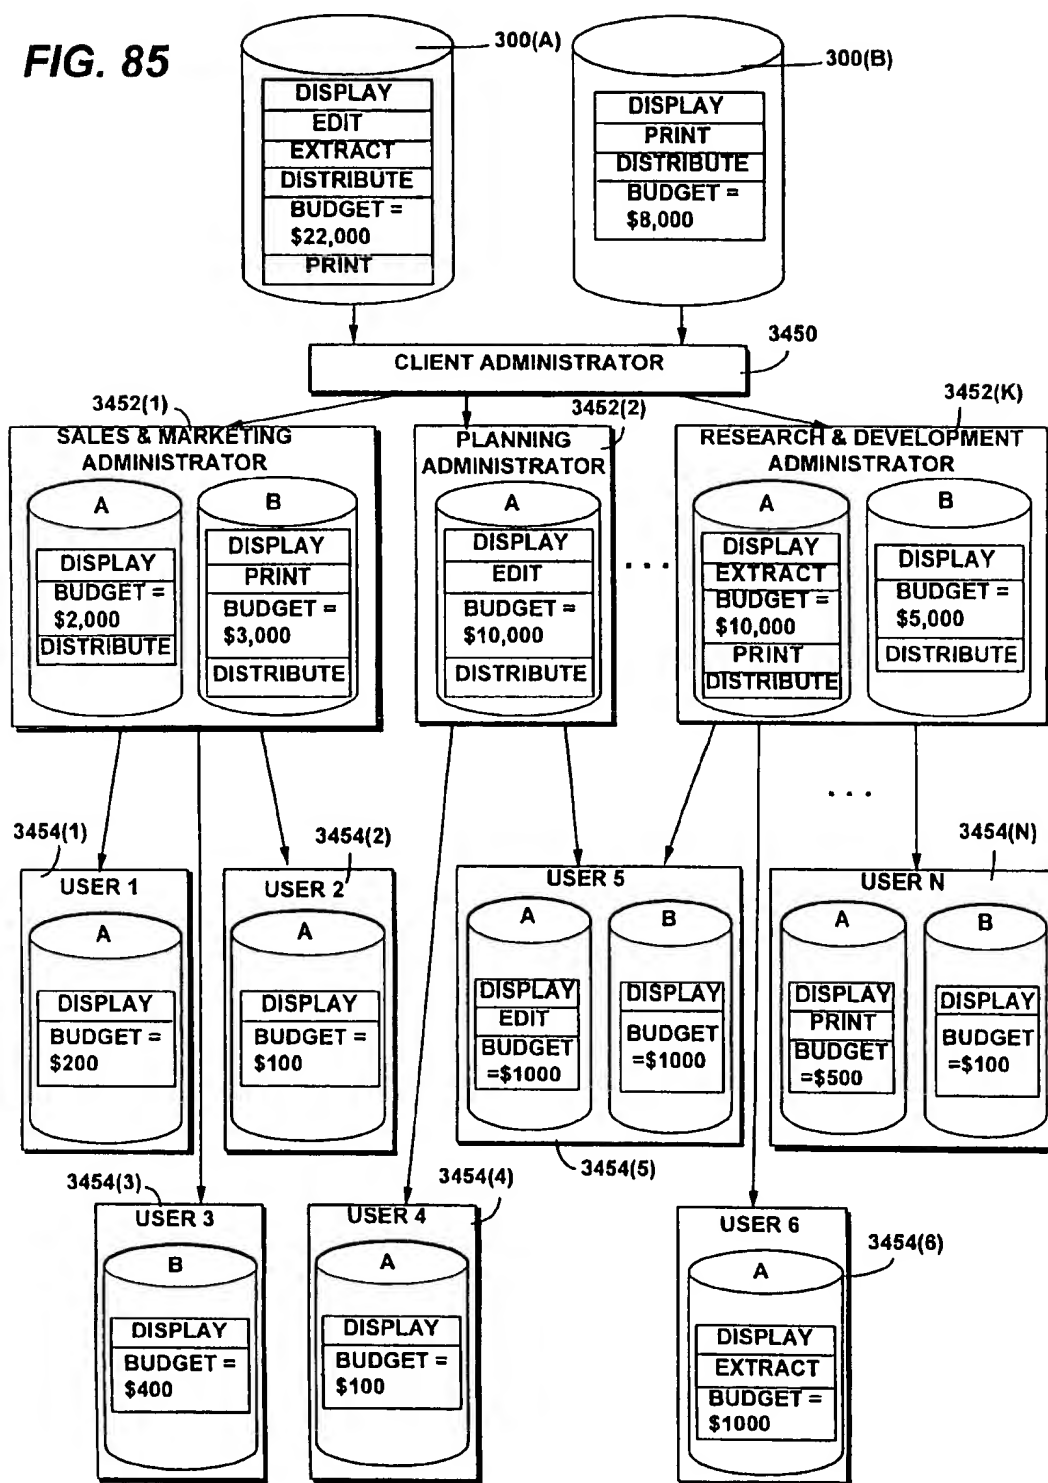 FIG. 85
300(A)
DISPLAY
EDIT
EXTRACT
DISTRIBUTE
BUDGET =
$22,000
PRINT
300(B)
DISPLAY
PRINT
DISTRIBUTE
BUDGET =
$8,000
CLIENT ADMINISTRATOR
3450
3452(1)
SALES & MARKETING
ADMINISTRATOR
A
DISPLAY
BUDGET =
$2,000
DISTRIBUTE
B
DISPLAY
PRINT
BUDGET =
$3,000
DISTRIBUTE
3452(2)
PLANNING
ADMINISTRATOR
A
DISPLAY
EDIT
BUDGET =
$10,000
DISTRIBUTE
. . .
3452(K)
RESEARCH & DEVELOPMENT
ADMINISTRATOR
A
DISPLAY
EXTRACT
BUDGET =
$10,000
PRINT
DISTRIBUTE
B
DISPLAY
BUDGET =
$5,000
DISTRIBUTE
. . .
3454(1)
USER 1
A
DISPLAY
BUDGET =
$200
3454(2)
USER 2
A
DISPLAY
BUDGET =
$100
USER 5
A
DISPLAY
EDIT
BUDGET
=$1000
B
DISPLAY
BUDGET
=$1000
3454(5)
3454(N)
USER N
A
DISPLAY
PRINT
BUDGET
=$500
B
DISPLAY
BUDGET
=$100
3454(3)
USER 3
B
DISPLAY
BUDGET =
$400
3454(4)
USER 4
A
DISPLAY
BUDGET =
$100
USER 6
3454(6)
A
DISPLAY
EXTRACT
BUDGET =
$1000